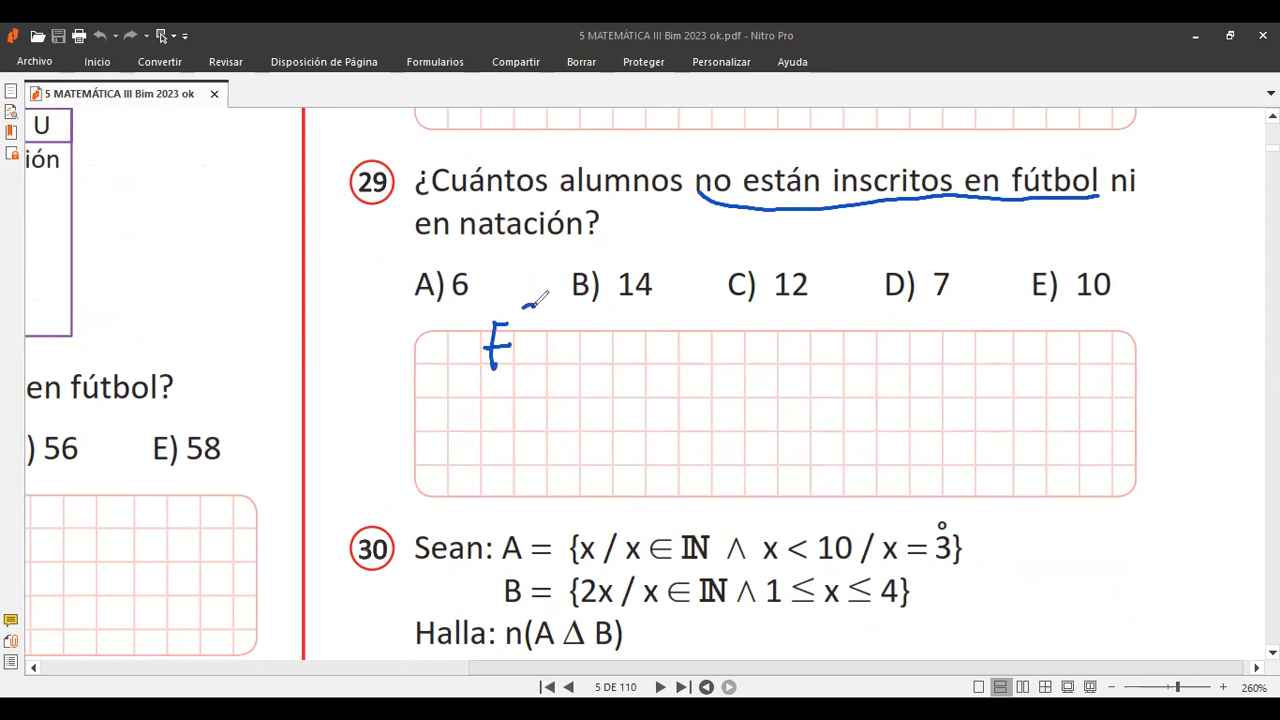 5 MATEMÁTICA III Bim 2023 ok.pdf - Nitro Pro
Archivo Inicio Convertir Revisar Disposición de Página Formularios Compartir Borrar Proteger Personalizar Ayuda
5 MATEMÁTICA III Bim 2023 ok
U
ión
en fútbol?
) 56 E) 58
29 ¿Cuántos alumnos no están inscritos en fútbol ni
en natación?
A) 6 B) 14 C) 12 D) 7 E) 10
F
30 Sean: A = {x / x ∈ ℕ ∧ x < 10 / x = 3̊}
B = {2x / x ∈ ℕ ∧ 1 ≤ x ≤ 4}
Halla: n(A Δ B)
5 DE 110
260%